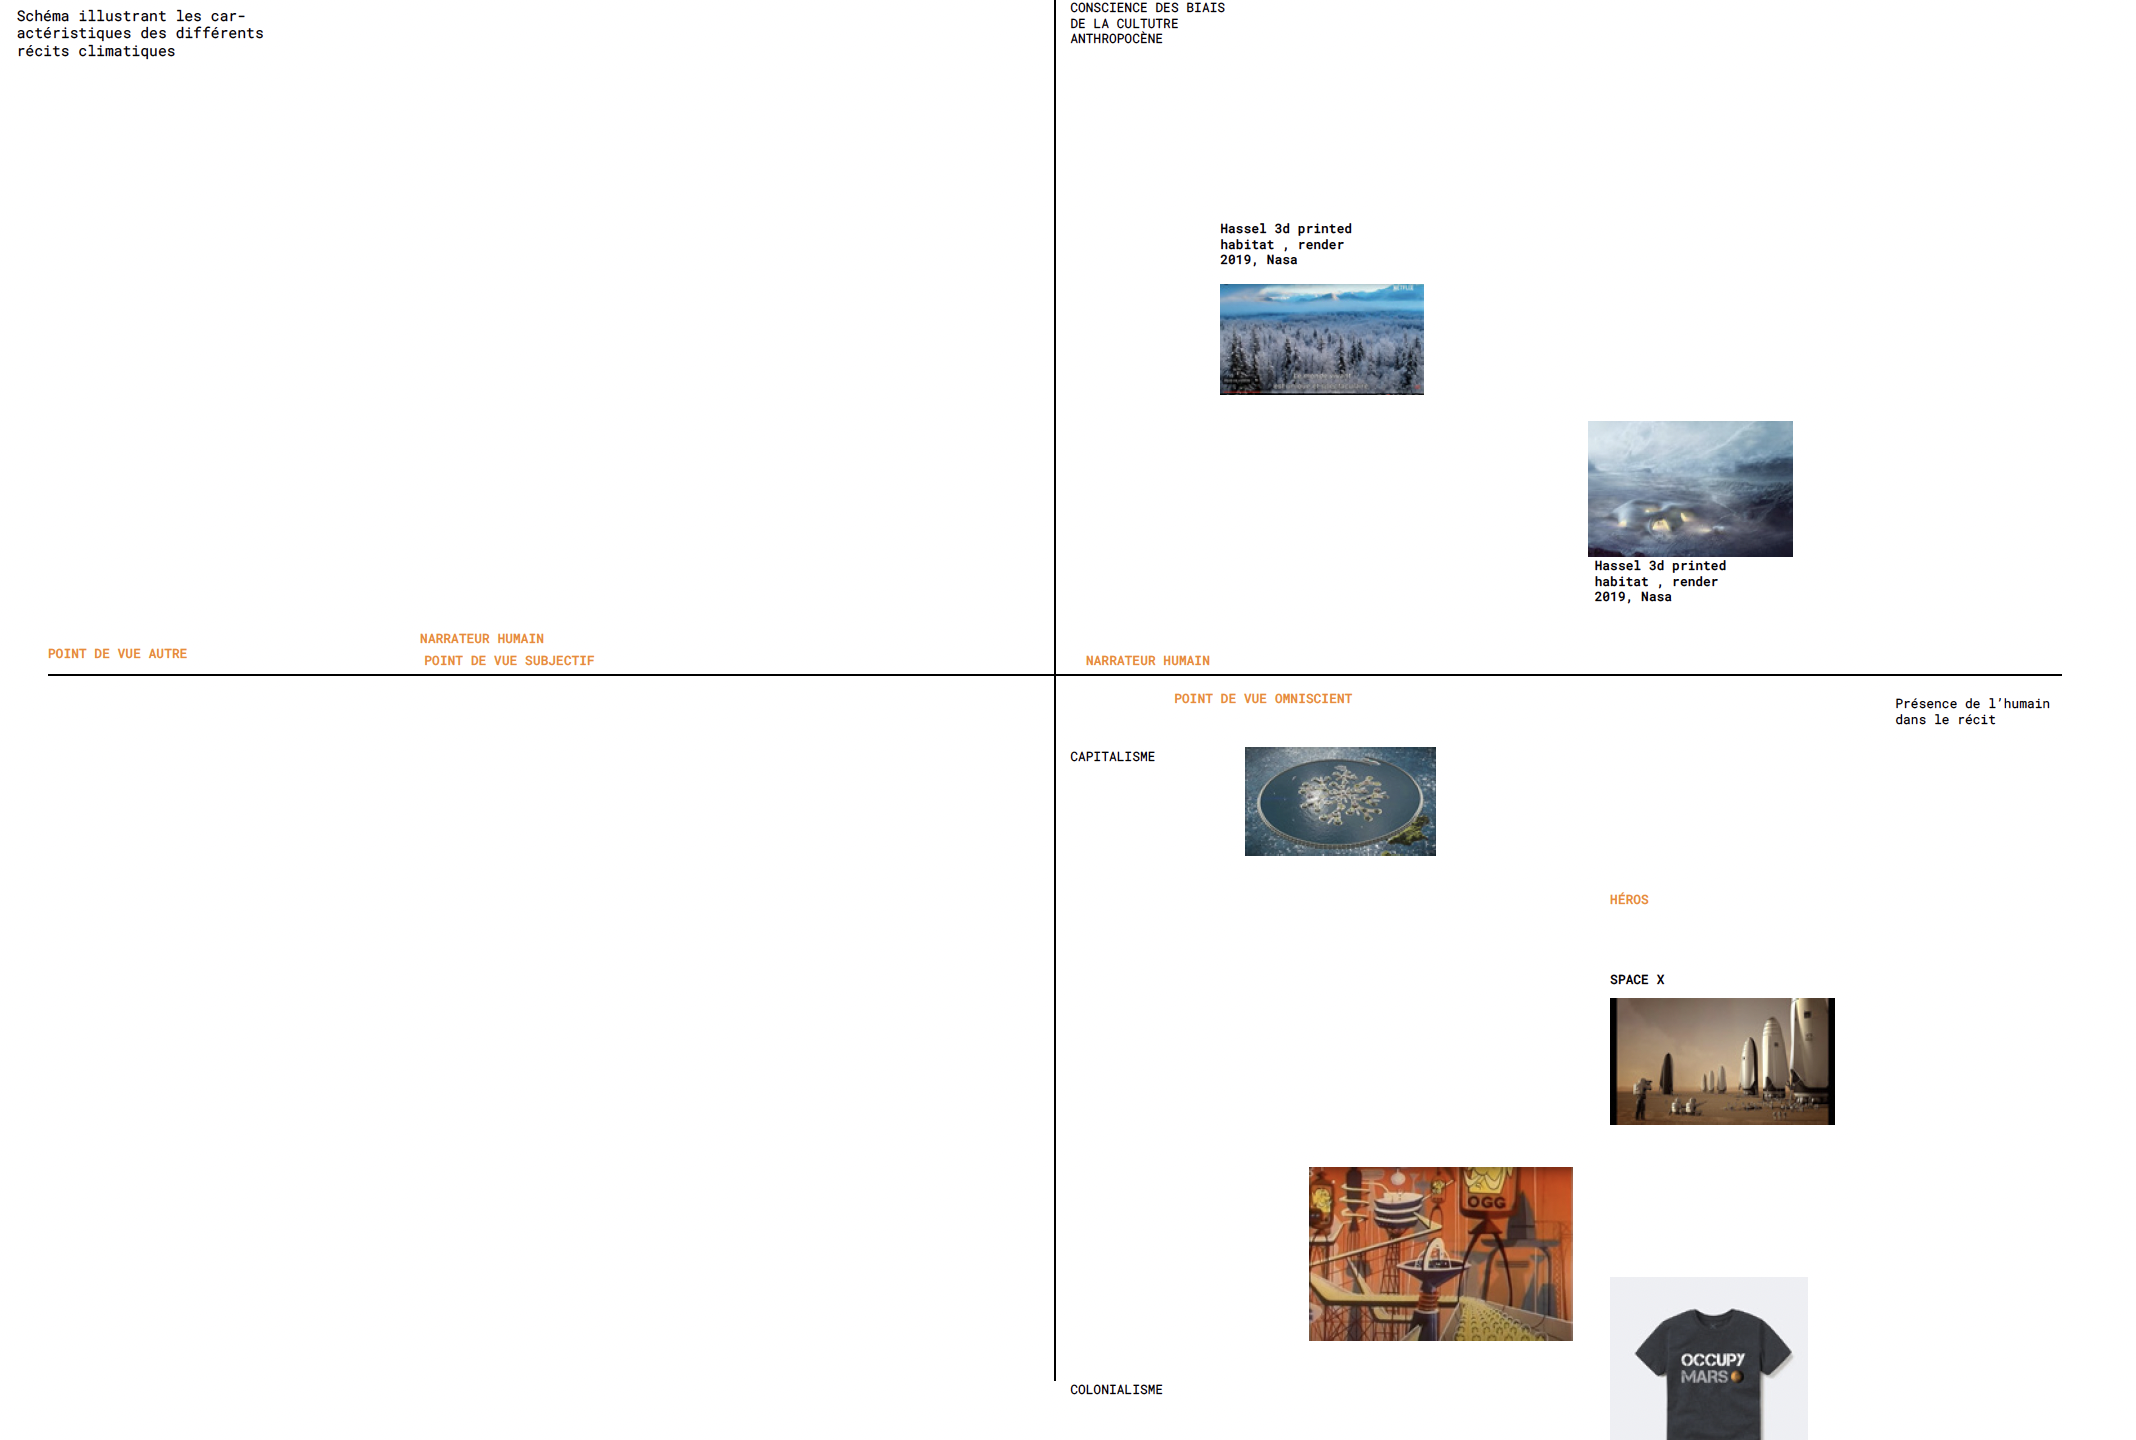 Schéma illustrant les car-
actéristiques des différents
récits climatiques
CONSCIENCE DES BIAIS
DE LA CULTUTRE
ANTHROPOCÈNE
Hassel 3d printed
habitat , render
2019, Nasa
NETFLIX
Hassel 3d printed
habitat , render
2019, Nasa
POINT DE VUE AUTRE
NARRATEUR HUMAIN
POINT DE VUE SUBJECTIF
NARRATEUR HUMAIN
POINT DE VUE OMNISCIENT
Présence de l’humain
dans le récit
CAPITALISME
HÉROS
SPACE X
OGG
OCCUPY
MARS
COLONIALISME